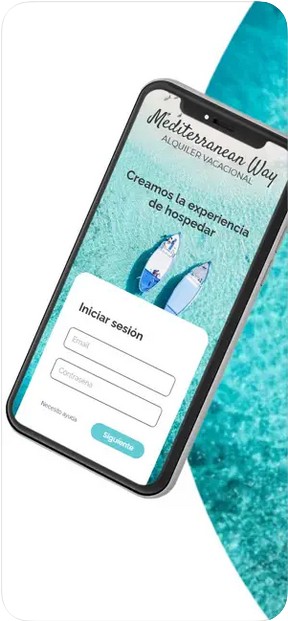 Mediterranean Way
ALQUILER VACACIONAL
Creamos la experiencia
de hospedar
Iniciar sesión
Email
Contraseña
Necesito Ayuda
Siguiente